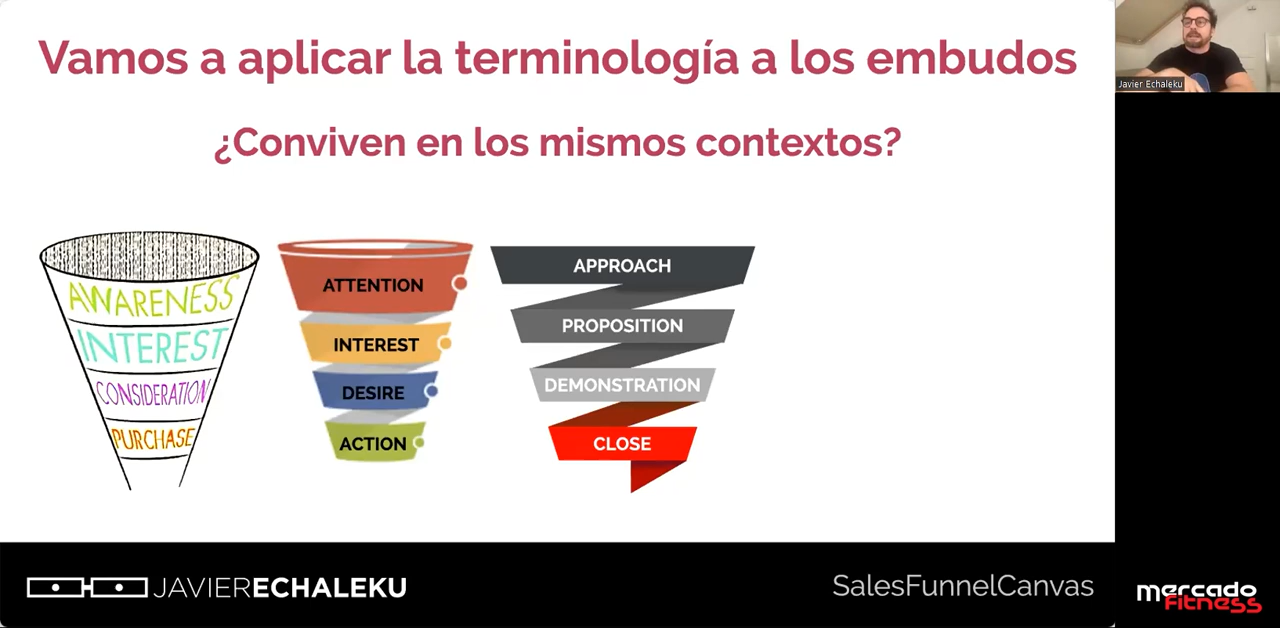 Vamos a aplicar la terminología a los embudos
¿Conviven en los mismos contextos?
Javier Echaleku
AWARENESS
INTEREST
CONSIDERATION
PURCHASE
ATTENTION
INTEREST
DESIRE
ACTION
APPROACH
PROPOSITION
DEMONSTRATION
CLOSE
JAVIERECHALEKU
SalesFunnelCanvas
mercado
fitness